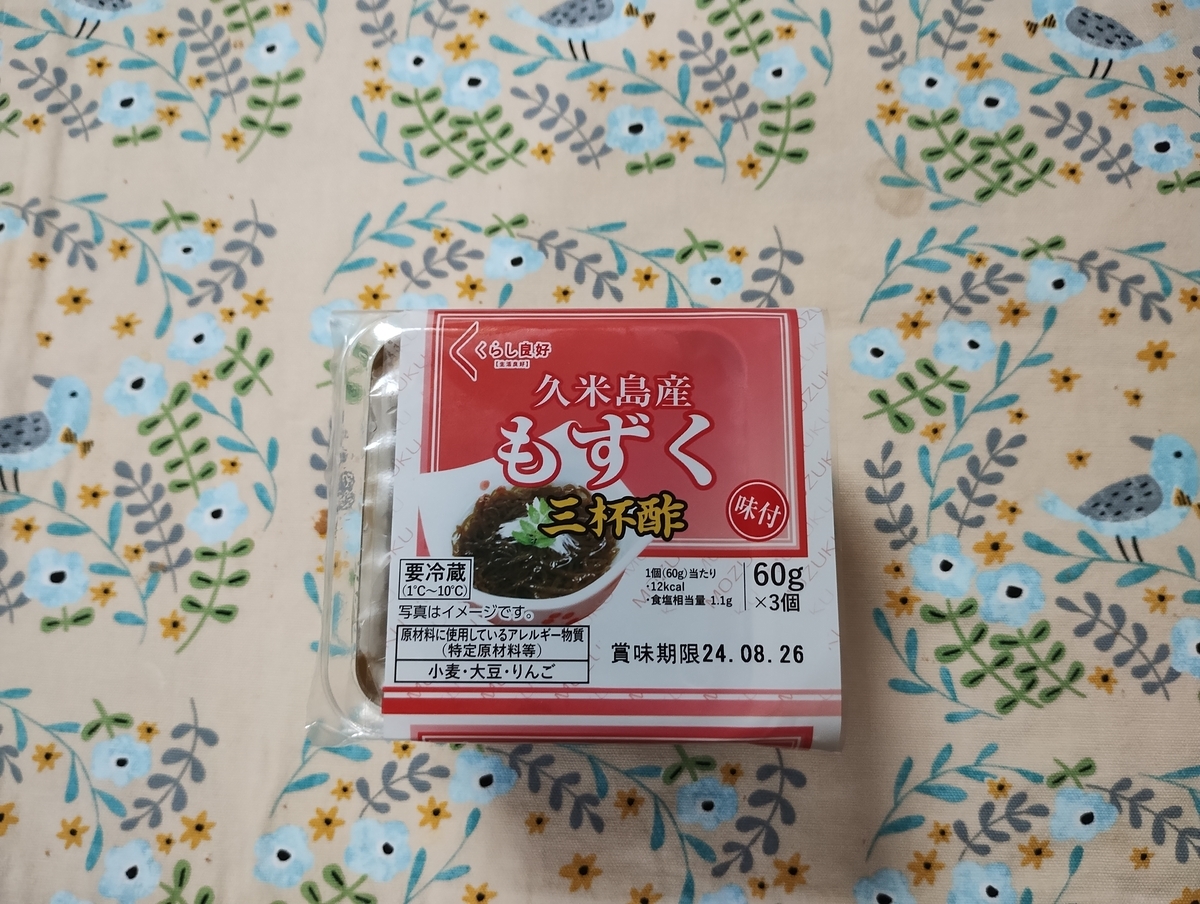 くらし良好
久米島産
もずく
三杯酢
味付
要冷蔵
(1℃～10℃)
写真はイメージです。
1個(60g)当たり
・12kcal
・食塩相当量 1.1g
60g
×3個
原材料に使用しているアレルギー物質
(特定原材料等)
小麦・大豆・りんご
賞味期限24.08.26
MOZUKU